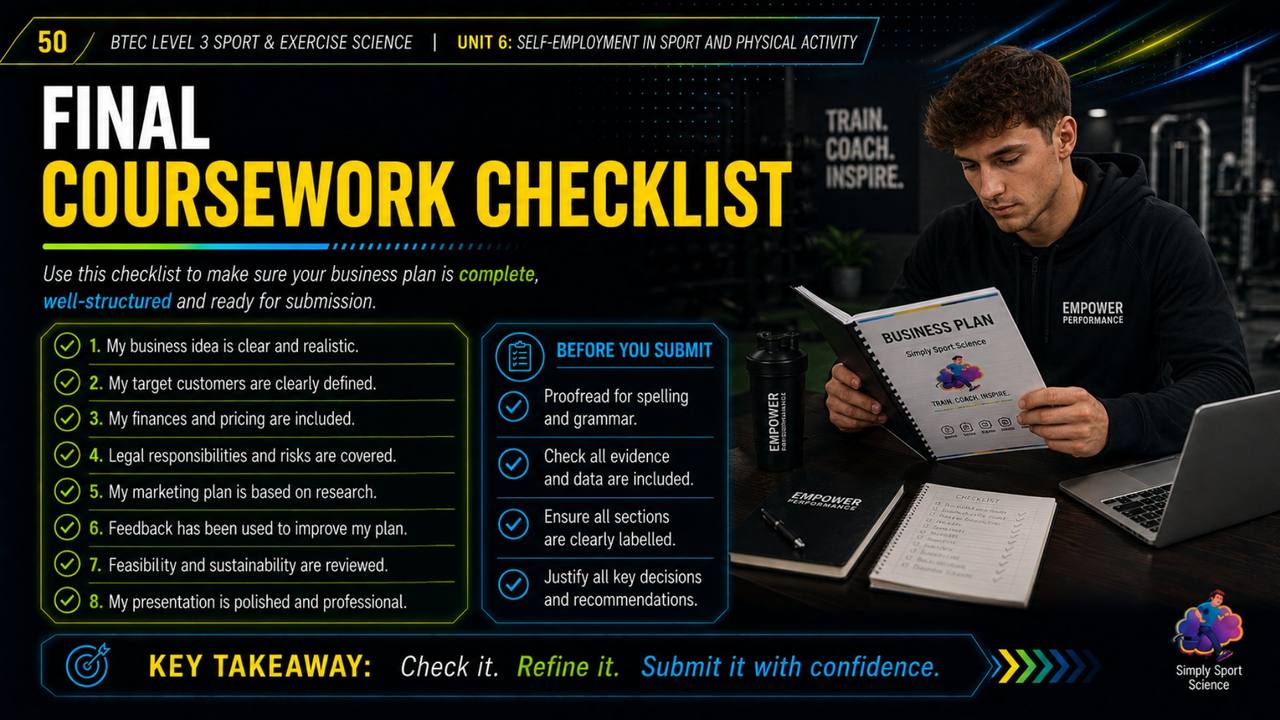 50
BTEC LEVEL 3 SPORT & EXERCISE SCIENCE | UNIT 6: SELF-EMPLOYMENT IN SPORT AND PHYSICAL ACTIVITY
FINAL
COURSEWORK CHECKLIST
Use this checklist to make sure your business plan is complete,
well-structured and ready for submission.
1. My business idea is clear and realistic.
2. My target customers are clearly defined.
3. My finances and pricing are included.
4. Legal responsibilities and risks are covered.
5. My marketing plan is based on research.
6. Feedback has been used to improve my plan.
7. Feasibility and sustainability are reviewed.
8. My presentation is polished and professional.
BEFORE YOU SUBMIT
Proofread for spelling
and grammar.
Check all evidence
and data are included.
Ensure all sections
are clearly labelled.
Justify all key decisions
and recommendations.
TRAIN.
COACH.
INSPIRE.
EMPOWER
PERFORMANCE
BUSINESS PLAN
Simply Sport Science
TRAIN. COACH. INSPIRE.
EMPOWER
EMPOWER
PERFORMANCE
CHECKLIST
KEY TAKEAWAY: Check it. Refine it. Submit it with confidence.
Simply Sport
Science